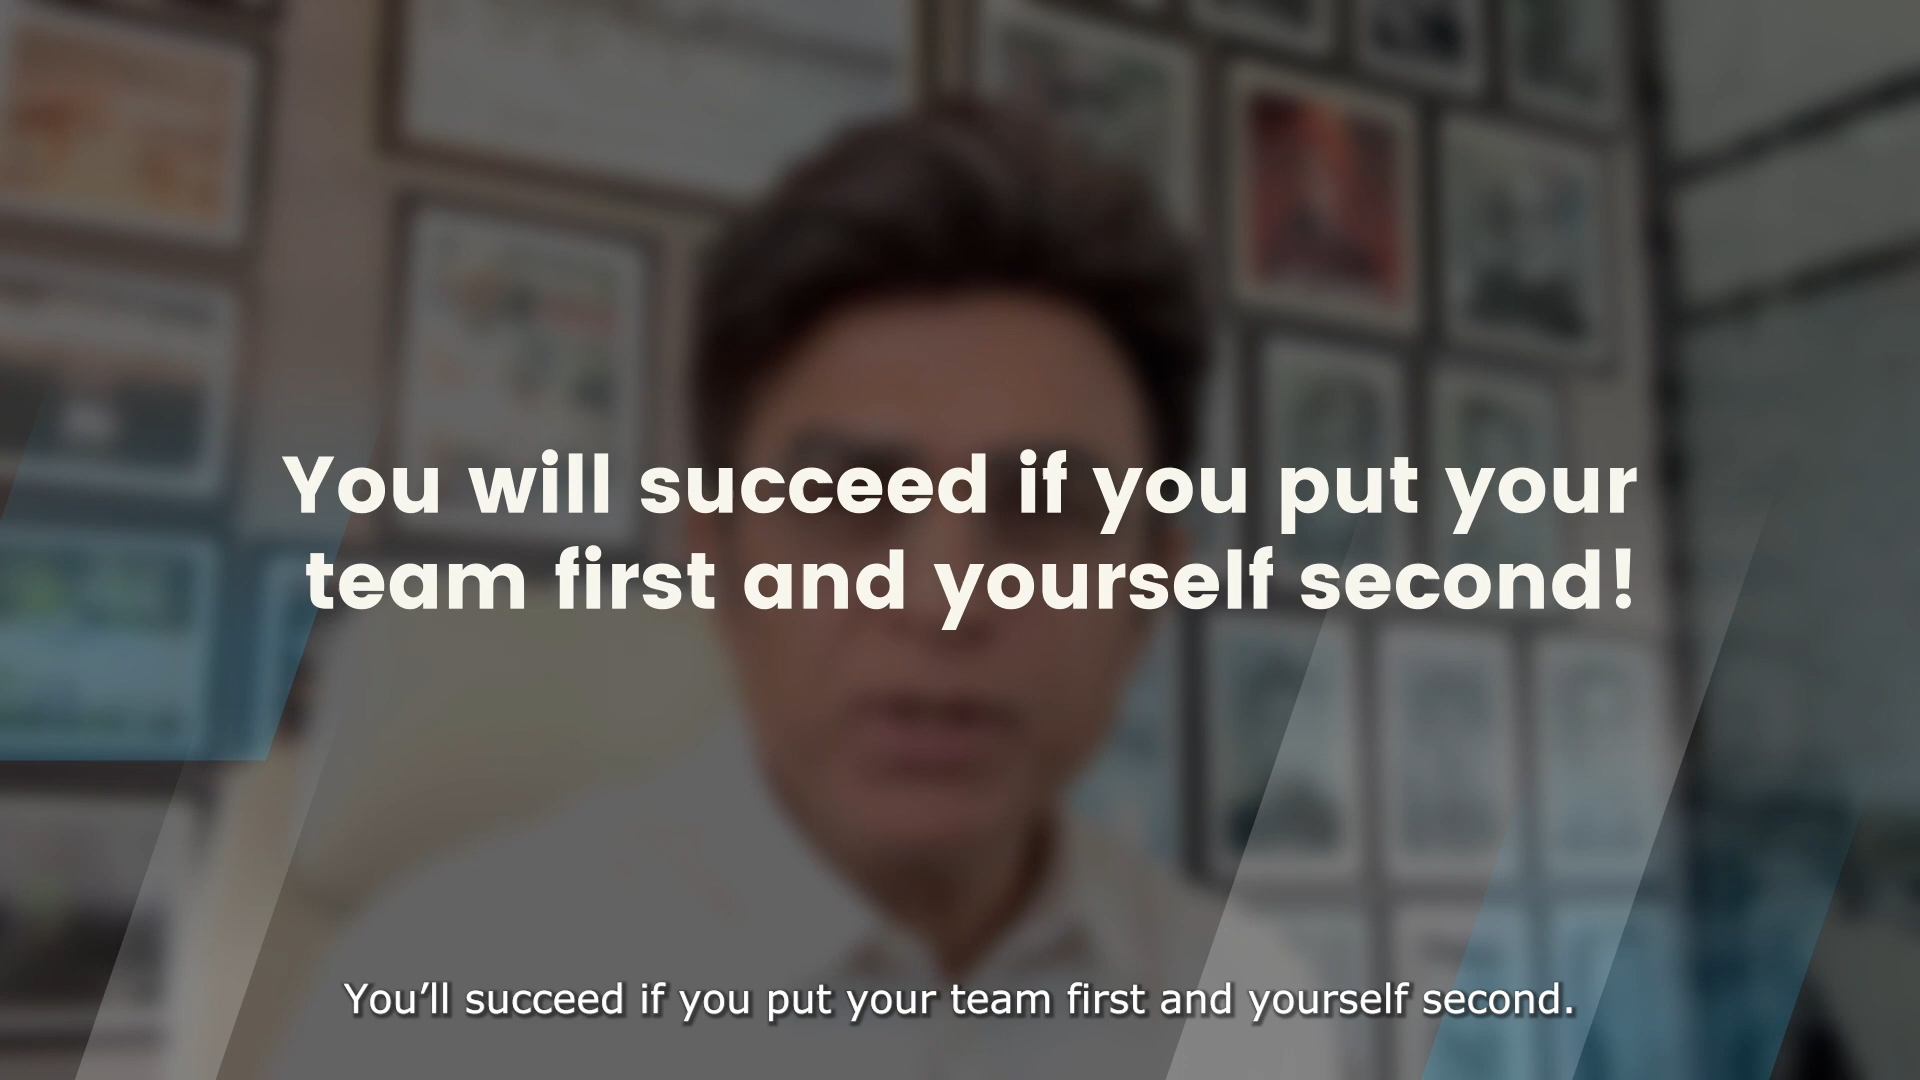 You will succeed if you put your
team first and yourself second!
You’ll succeed if you put your team first and yourself second.